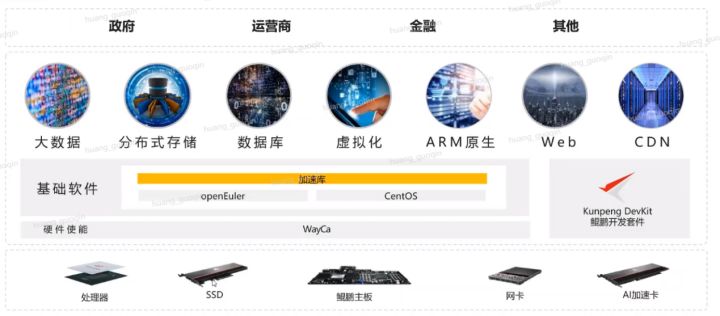 政府 运营商 金融 其他
大数据 分布式存储 数据库 虚拟化 ARM原生 Web CDN
基础软件
加速库
openEuler CentOS
Kunpeng DevKit
鲲鹏开发套件
硬件使能 WayCa
处理器 SSD 鲲鹏主板 网卡 AI加速卡
huang_guoqin